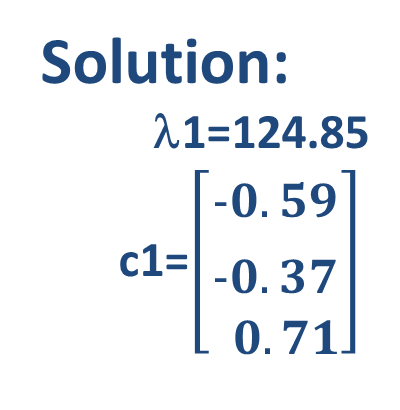 Solution:
λ1=124.85
-0.59
c1= -0.37
0.71